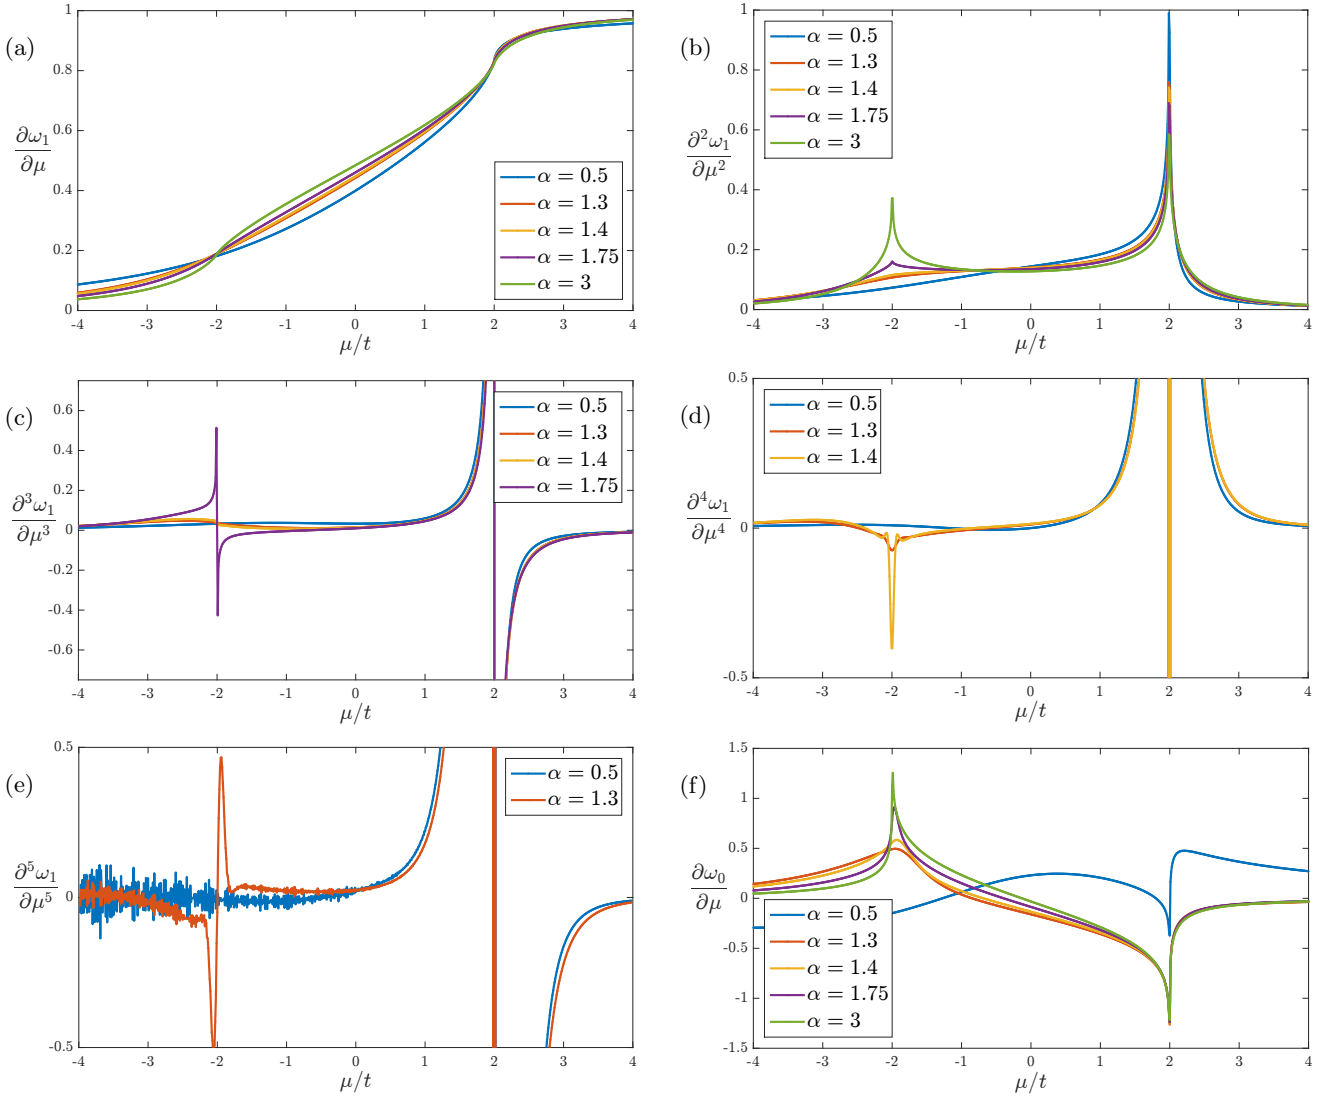 (a)
∂ω₁
∂μ
1
0.8
0.6
0.4
0.2
0
-4 -3 -2 -1 0 1 2 3 4
μ/t
α = 0.5
α = 1.3
α = 1.4
α = 1.75
α = 3
(b)
∂²ω₁
∂μ²
1
0.8
0.6
0.4
0.2
0
-4 -3 -2 -1 0 1 2 3 4
μ/t
α = 0.5
α = 1.3
α = 1.4
α = 1.75
α = 3
(c)
∂³ω₁
∂μ³
0.6
0.4
0.2
0
-0.2
-0.4
-0.6
-4 -3 -2 -1 0 1 2 3 4
μ/t
α = 0.5
α = 1.3
α = 1.4
α = 1.75
(d)
∂⁴ω₁
∂μ⁴
0.5
0
-0.5
-4 -3 -2 -1 0 1 2 3 4
μ/t
α = 0.5
α = 1.3
α = 1.4
(e)
∂⁵ω₁
∂μ⁵
0.5
0
-0.5
-4 -3 -2 -1 0 1 2 3 4
μ/t
α = 0.5
α = 1.3
(f)
∂ω₀
∂μ
1.5
1
0.5
0
-0.5
-1
-1.5
-4 -3 -2 -1 0 1 2 3 4
μ/t
α = 0.5
α = 1.3
α = 1.4
α = 1.75
α = 3